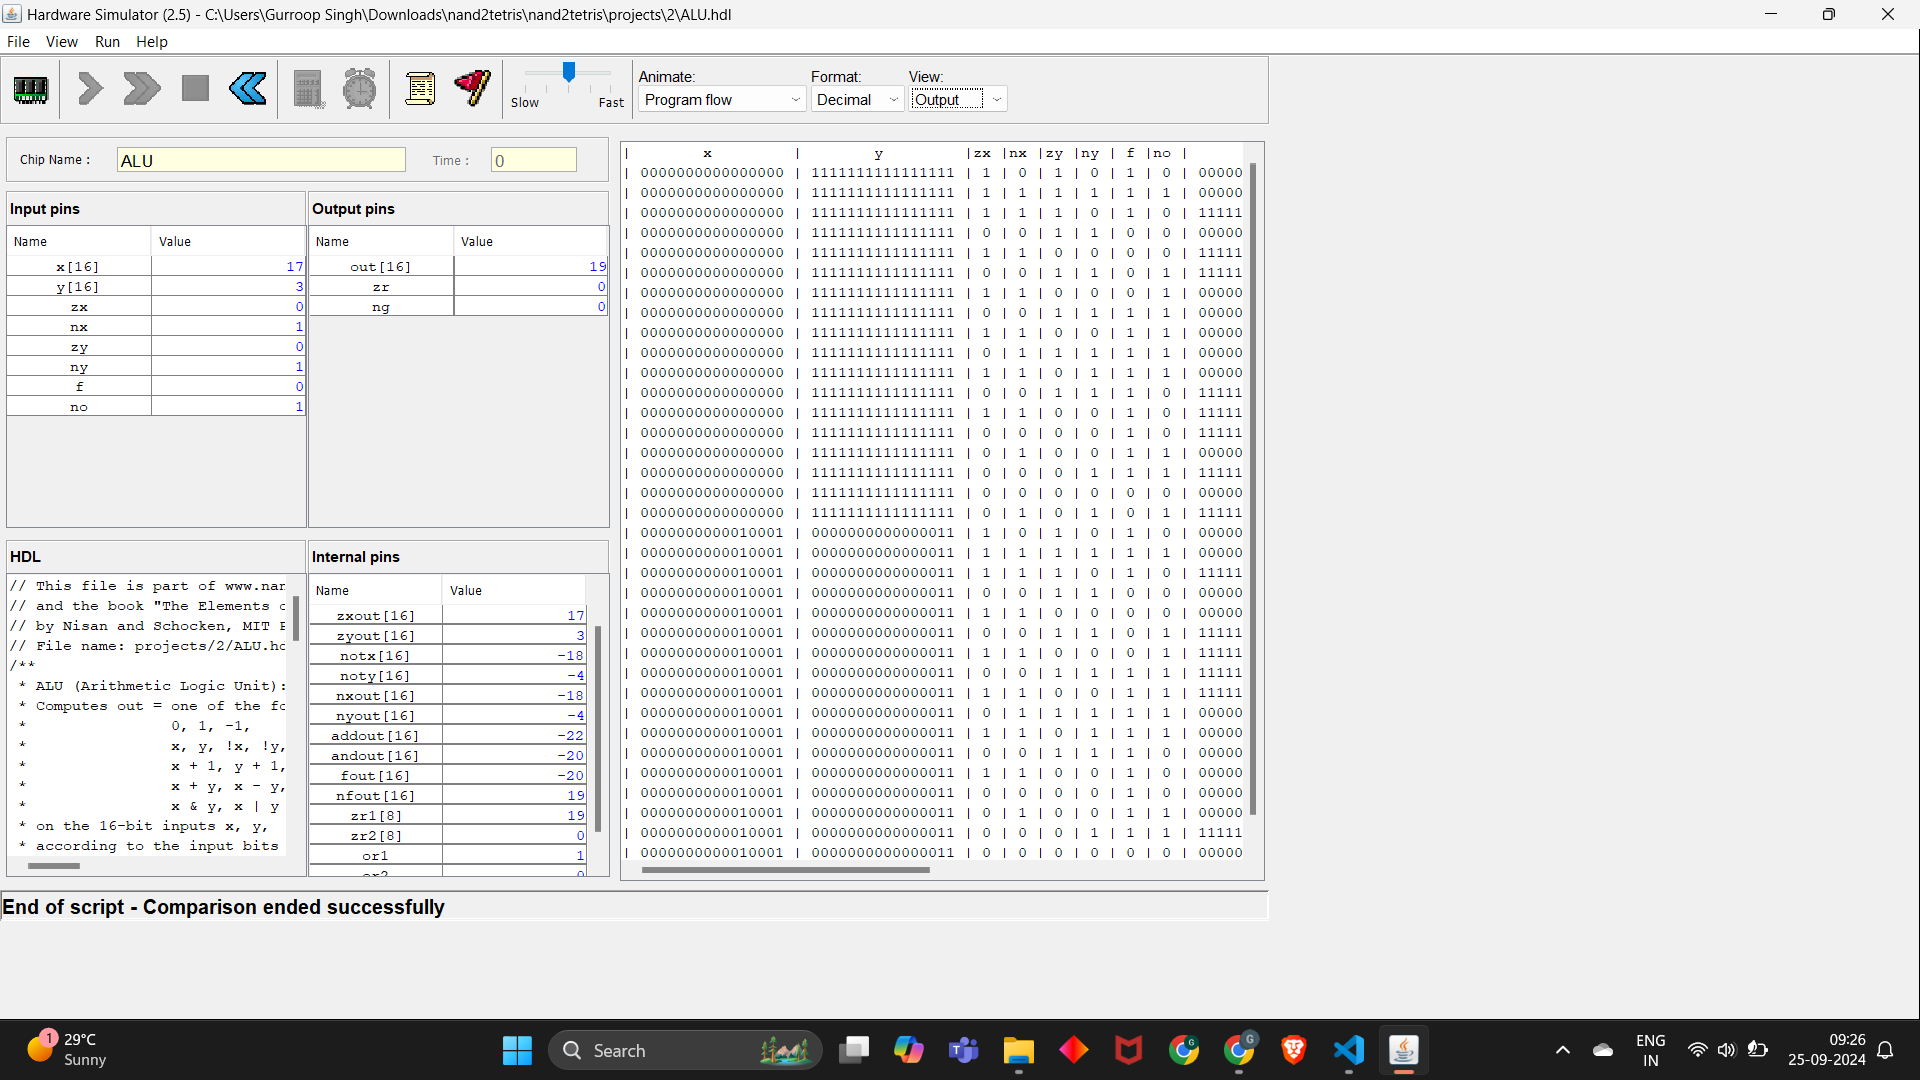 Hardware Simulator (2.5) - C:\Users\Gurroop Singh\Downloads\nand2tetris\nand2tetris\projects\2\ALU.hdl
File View Run Help
Slow Fast
Animate: Format: View:
Program flow Decimal Output
Chip Name : ALU Time : 0
Input pins
Name Value
x[16] 17
y[16] 3
zx 0
nx 1
zy 0
ny 1
f 0
no 1
Output pins
Name Value
out[16] 19
zr 0
ng 0
HDL
// This file is part of www.nan
// and the book "The Elements o
// by Nisan and Schocken, MIT P
// File name: projects/2/ALU.hd
/**
* ALU (Arithmetic Logic Unit):
* Computes out = one of the fo
* 0, 1, -1,
* x, y, !x, !y,
* x + 1, y + 1,
* x + y, x - y,
* x & y, x | y
* on the 16-bit inputs x, y,
* according to the input bits
Internal pins
Name Value
zxout[16] 17
zyout[16] 3
notx[16] -18
noty[16] -4
nxout[16] -18
nyout[16] -4
addout[16] -22
andout[16] -20
fout[16] -20
nfout[16] 19
zr1[8] 19
zr2[8] 0
or1 1
or2 0
| x | y |zx |nx |zy |ny | f |no |
| 0000000000000000 | 1111111111111111 | 1 | 0 | 1 | 0 | 1 | 0 | 00000
| 0000000000000000 | 1111111111111111 | 1 | 1 | 1 | 1 | 1 | 1 | 00000
| 0000000000000000 | 1111111111111111 | 1 | 1 | 1 | 0 | 1 | 0 | 11111
| 0000000000000000 | 1111111111111111 | 0 | 0 | 1 | 1 | 0 | 0 | 00000
| 0000000000000000 | 1111111111111111 | 1 | 1 | 0 | 0 | 0 | 0 | 11111
| 0000000000000000 | 1111111111111111 | 0 | 0 | 1 | 1 | 0 | 1 | 11111
| 0000000000000000 | 1111111111111111 | 1 | 1 | 0 | 0 | 0 | 1 | 00000
| 0000000000000000 | 1111111111111111 | 0 | 0 | 1 | 1 | 1 | 1 | 00000
| 0000000000000000 | 1111111111111111 | 1 | 1 | 0 | 0 | 1 | 1 | 00000
| 0000000000000000 | 1111111111111111 | 0 | 1 | 1 | 1 | 1 | 1 | 00000
| 0000000000000000 | 1111111111111111 | 1 | 1 | 0 | 1 | 1 | 1 | 00000
| 0000000000000000 | 1111111111111111 | 0 | 0 | 1 | 1 | 1 | 0 | 11111
| 0000000000000000 | 1111111111111111 | 1 | 1 | 0 | 0 | 1 | 0 | 11111
| 0000000000000000 | 1111111111111111 | 0 | 0 | 0 | 0 | 1 | 0 | 11111
| 0000000000000000 | 1111111111111111 | 0 | 1 | 0 | 0 | 1 | 1 | 00000
| 0000000000000000 | 1111111111111111 | 0 | 0 | 0 | 1 | 1 | 1 | 11111
| 0000000000000000 | 1111111111111111 | 0 | 0 | 0 | 0 | 0 | 0 | 00000
| 0000000000000000 | 1111111111111111 | 0 | 1 | 0 | 1 | 0 | 1 | 11111
| 0000000000010001 | 0000000000000011 | 1 | 0 | 1 | 0 | 1 | 0 | 00000
| 0000000000010001 | 0000000000000011 | 1 | 1 | 1 | 1 | 1 | 1 | 00000
| 0000000000010001 | 0000000000000011 | 1 | 1 | 1 | 0 | 1 | 0 | 11111
| 0000000000010001 | 0000000000000011 | 0 | 0 | 1 | 1 | 0 | 0 | 00000
| 0000000000010001 | 0000000000000011 | 1 | 1 | 0 | 0 | 0 | 0 | 00000
| 0000000000010001 | 0000000000000011 | 0 | 0 | 1 | 1 | 0 | 1 | 11111
| 0000000000010001 | 0000000000000011 | 1 | 1 | 0 | 0 | 0 | 1 | 11111
| 0000000000010001 | 0000000000000011 | 0 | 0 | 1 | 1 | 1 | 1 | 11111
| 0000000000010001 | 0000000000000011 | 1 | 1 | 0 | 0 | 1 | 1 | 11111
| 0000000000010001 | 0000000000000011 | 0 | 1 | 1 | 1 | 1 | 1 | 00000
| 0000000000010001 | 0000000000000011 | 1 | 1 | 0 | 1 | 1 | 1 | 00000
| 0000000000010001 | 0000000000000011 | 0 | 0 | 1 | 1 | 1 | 0 | 00000
| 0000000000010001 | 0000000000000011 | 1 | 1 | 0 | 0 | 1 | 0 | 00000
| 0000000000010001 | 0000000000000011 | 0 | 0 | 0 | 0 | 1 | 0 | 00000
| 0000000000010001 | 0000000000000011 | 0 | 1 | 0 | 0 | 1 | 1 | 00000
| 0000000000010001 | 0000000000000011 | 0 | 0 | 0 | 1 | 1 | 1 | 11111
| 0000000000010001 | 0000000000000011 | 0 | 0 | 0 | 0 | 0 | 0 | 00000
End of script - Comparison ended successfully
1
29°C
Sunny
Search
ENG
IN
09:26
25-09-2024